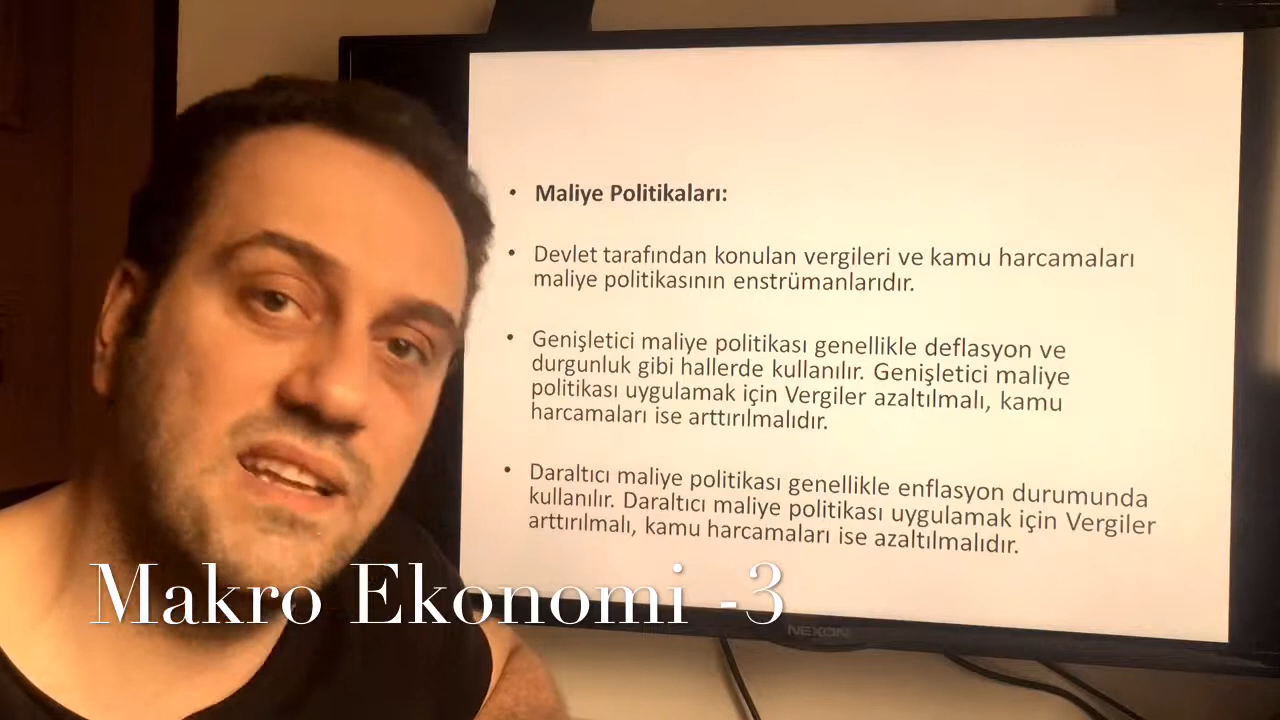 • Maliye Politikaları:
• Devlet tarafından konulan vergileri ve kamu harcamaları
maliye politikasının enstrümanlarıdır.
• Genişletici maliye politikası genellikle deflasyon ve
durgunluk gibi hallerde kullanılır. Genişletici maliye
politikası uygulamak için Vergiler azaltılmalı, kamu
harcamaları ise arttırılmalıdır.
• Daraltıcı maliye politikası genellikle enflasyon durumunda
kullanılır. Daraltıcı maliye politikası uygulamak için Vergiler
arttırılmalı, kamu harcamaları ise azaltılmalıdır.
Makro Ekonomi -3
NEXON